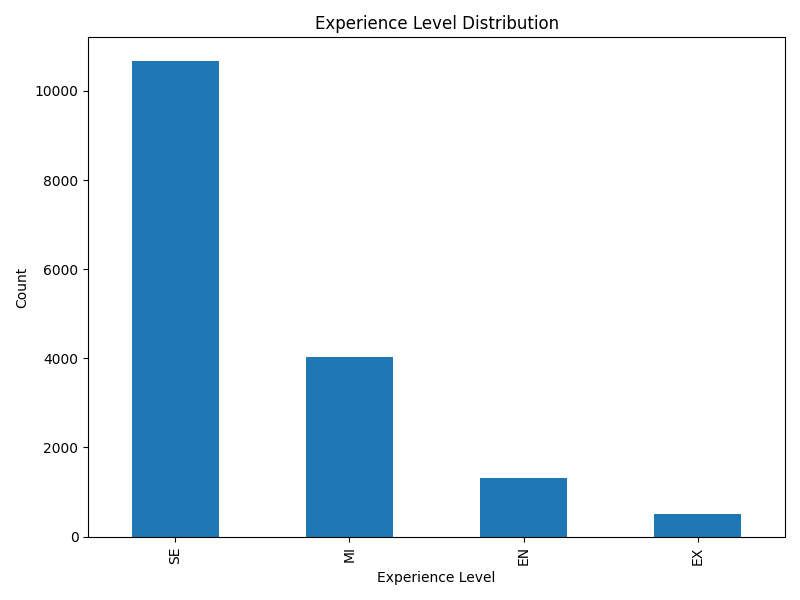 Experience Level Distribution
10000
8000
6000
4000
2000
0
Count
SE
MI
EN
EX
Experience Level